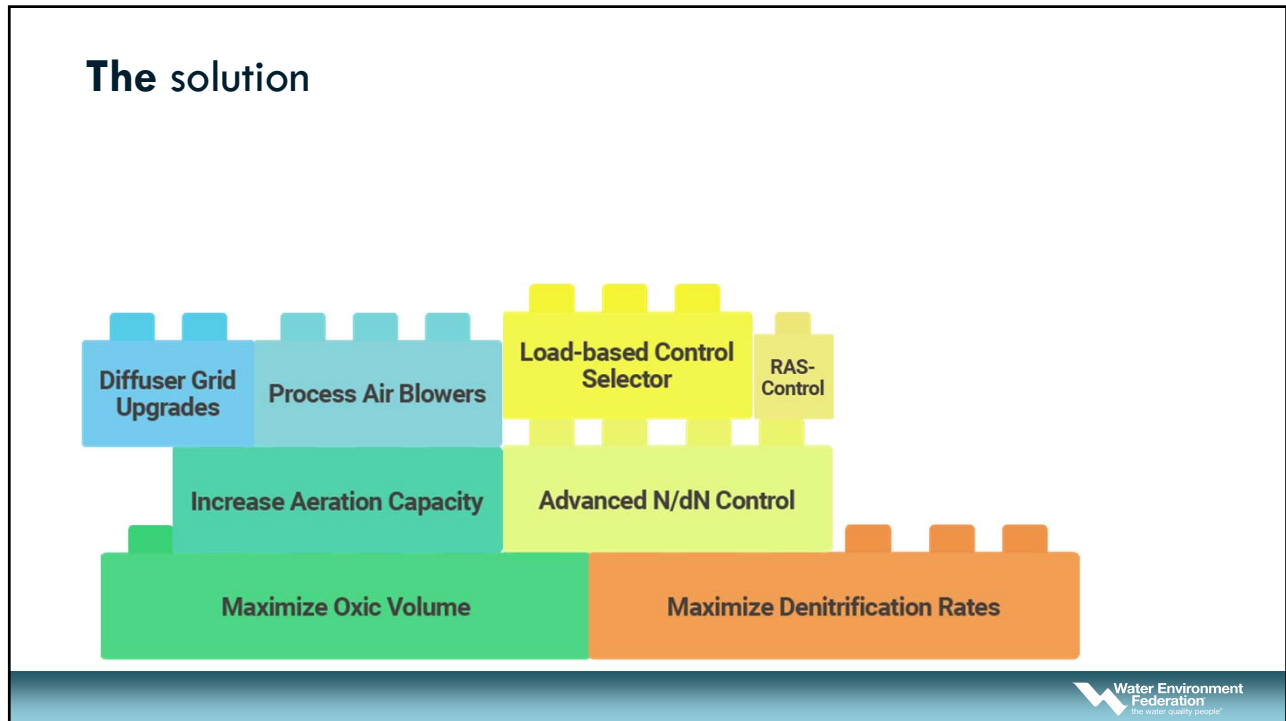 The solution
Diffuser Grid
Upgrades
Process Air Blowers
Load-based Control
Selector
RAS-
Control
Increase Aeration Capacity
Advanced N/dN Control
Maximize Oxic Volume
Maximize Denitrification Rates
Water Environment
Federation
the water quality people®